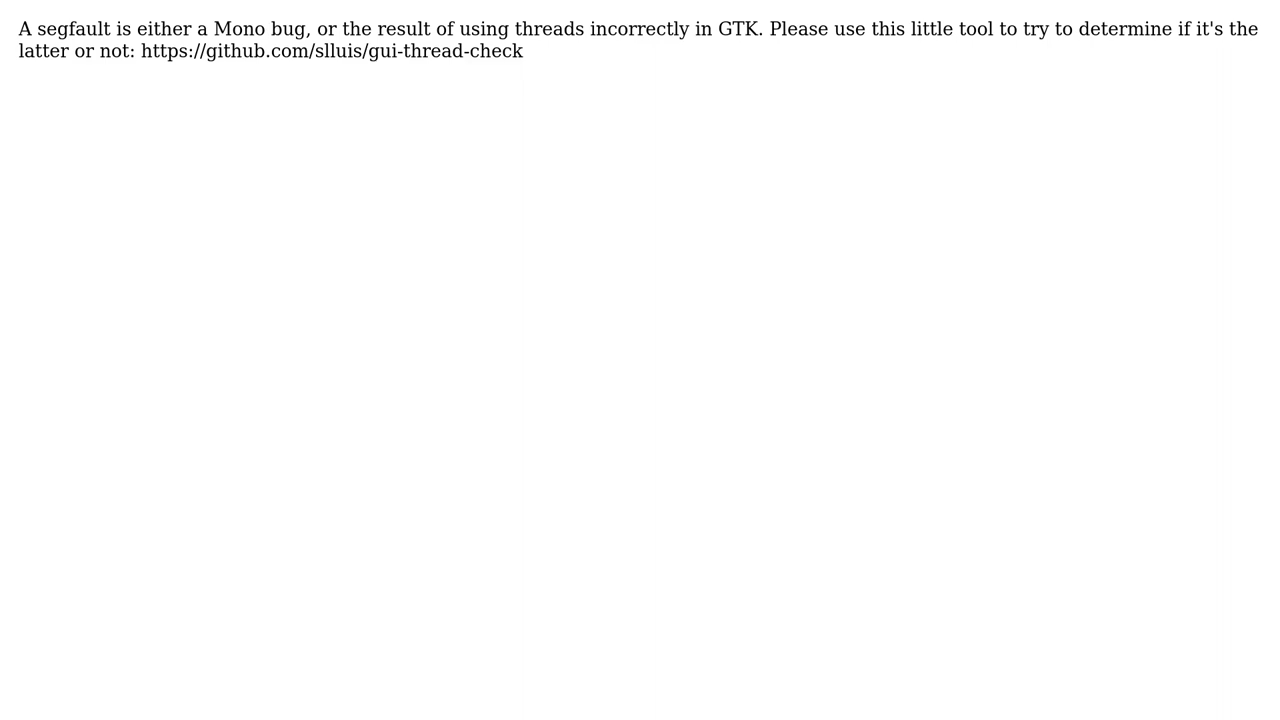 A segfault is either a Mono bug, or the result of using threads incorrectly in GTK. Please use this little tool to try to determine if it's the
latter or not: https://github.com/slluis/gui-thread-check